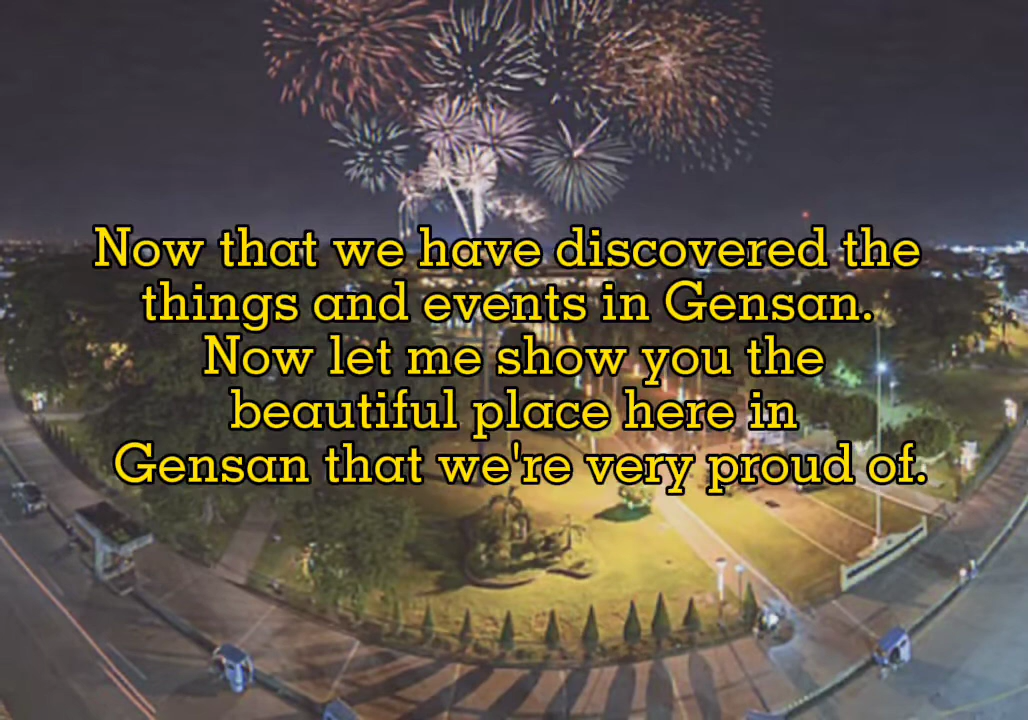 Now that we have discovered the
things and events in Gensan.
Now let me show you the
beautiful place here in
Gensan that we're very proud of.